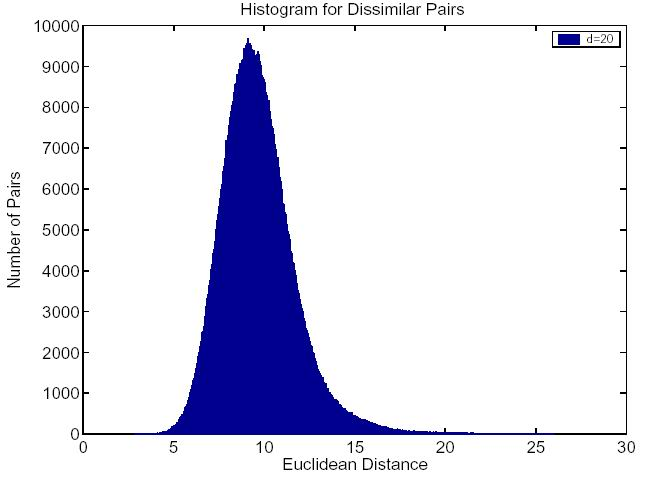 Histogram for Dissimilar Pairs
d=20
10000
9000
8000
7000
6000
5000
4000
3000
2000
1000
0
Number of Pairs
0 5 10 15 20 25 30
Euclidean Distance